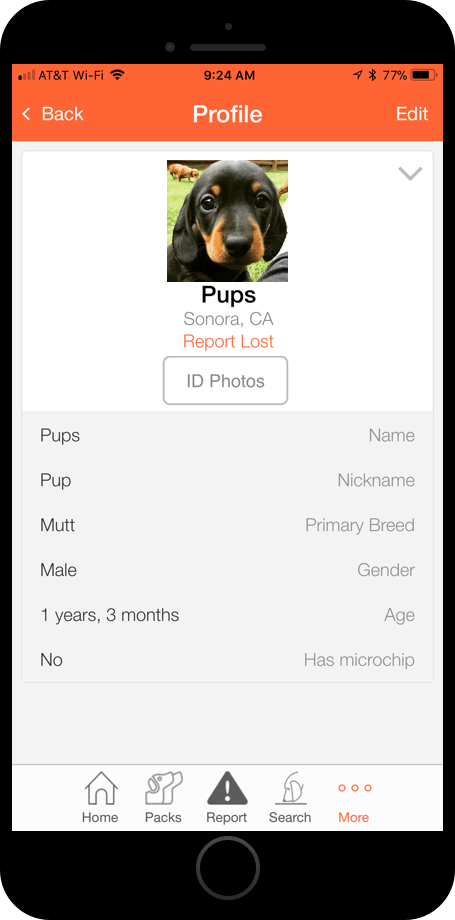 AT&T Wi-Fi 9:24 AM 77%
Back Profile Edit
Pups
Sonora, CA
Report Lost
ID Photos
Pups Name
Pup Nickname
Mutt Primary Breed
Male Gender
1 years, 3 months Age
No Has microchip
Home Packs Report Search More